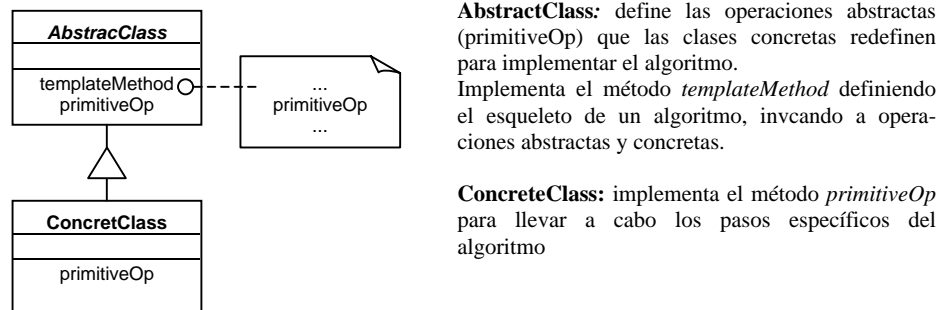 AbstracClass
templateMethod
primitiveOp
...
primitiveOp
...
ConcretClass
primitiveOp
AbstractClass: define las operaciones abstractas
(primitiveOp) que las clases concretas redefinen
para implementar el algoritmo.
Implementa el método templateMethod definiendo
el esqueleto de un algoritmo, invcando a opera-
ciones abstractas y concretas.
ConcreteClass: implementa el método primitiveOp
para llevar a cabo los pasos específicos del
algoritmo